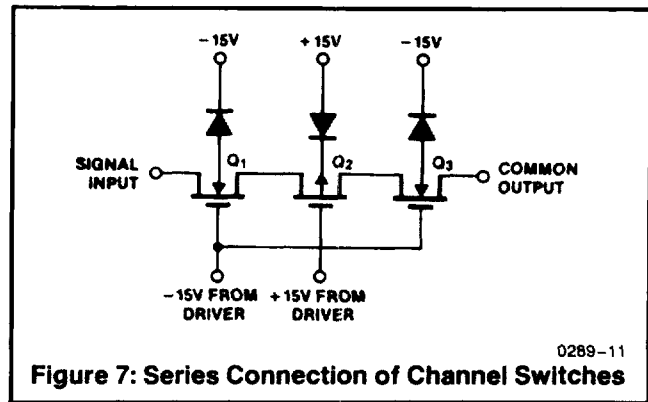 −15V +15V −15V
SIGNAL INPUT
Q1 Q2 Q3
COMMON OUTPUT
−15V FROM DRIVER
+15V FROM DRIVER
0289–11
Figure 7: Series Connection of Channel Switches